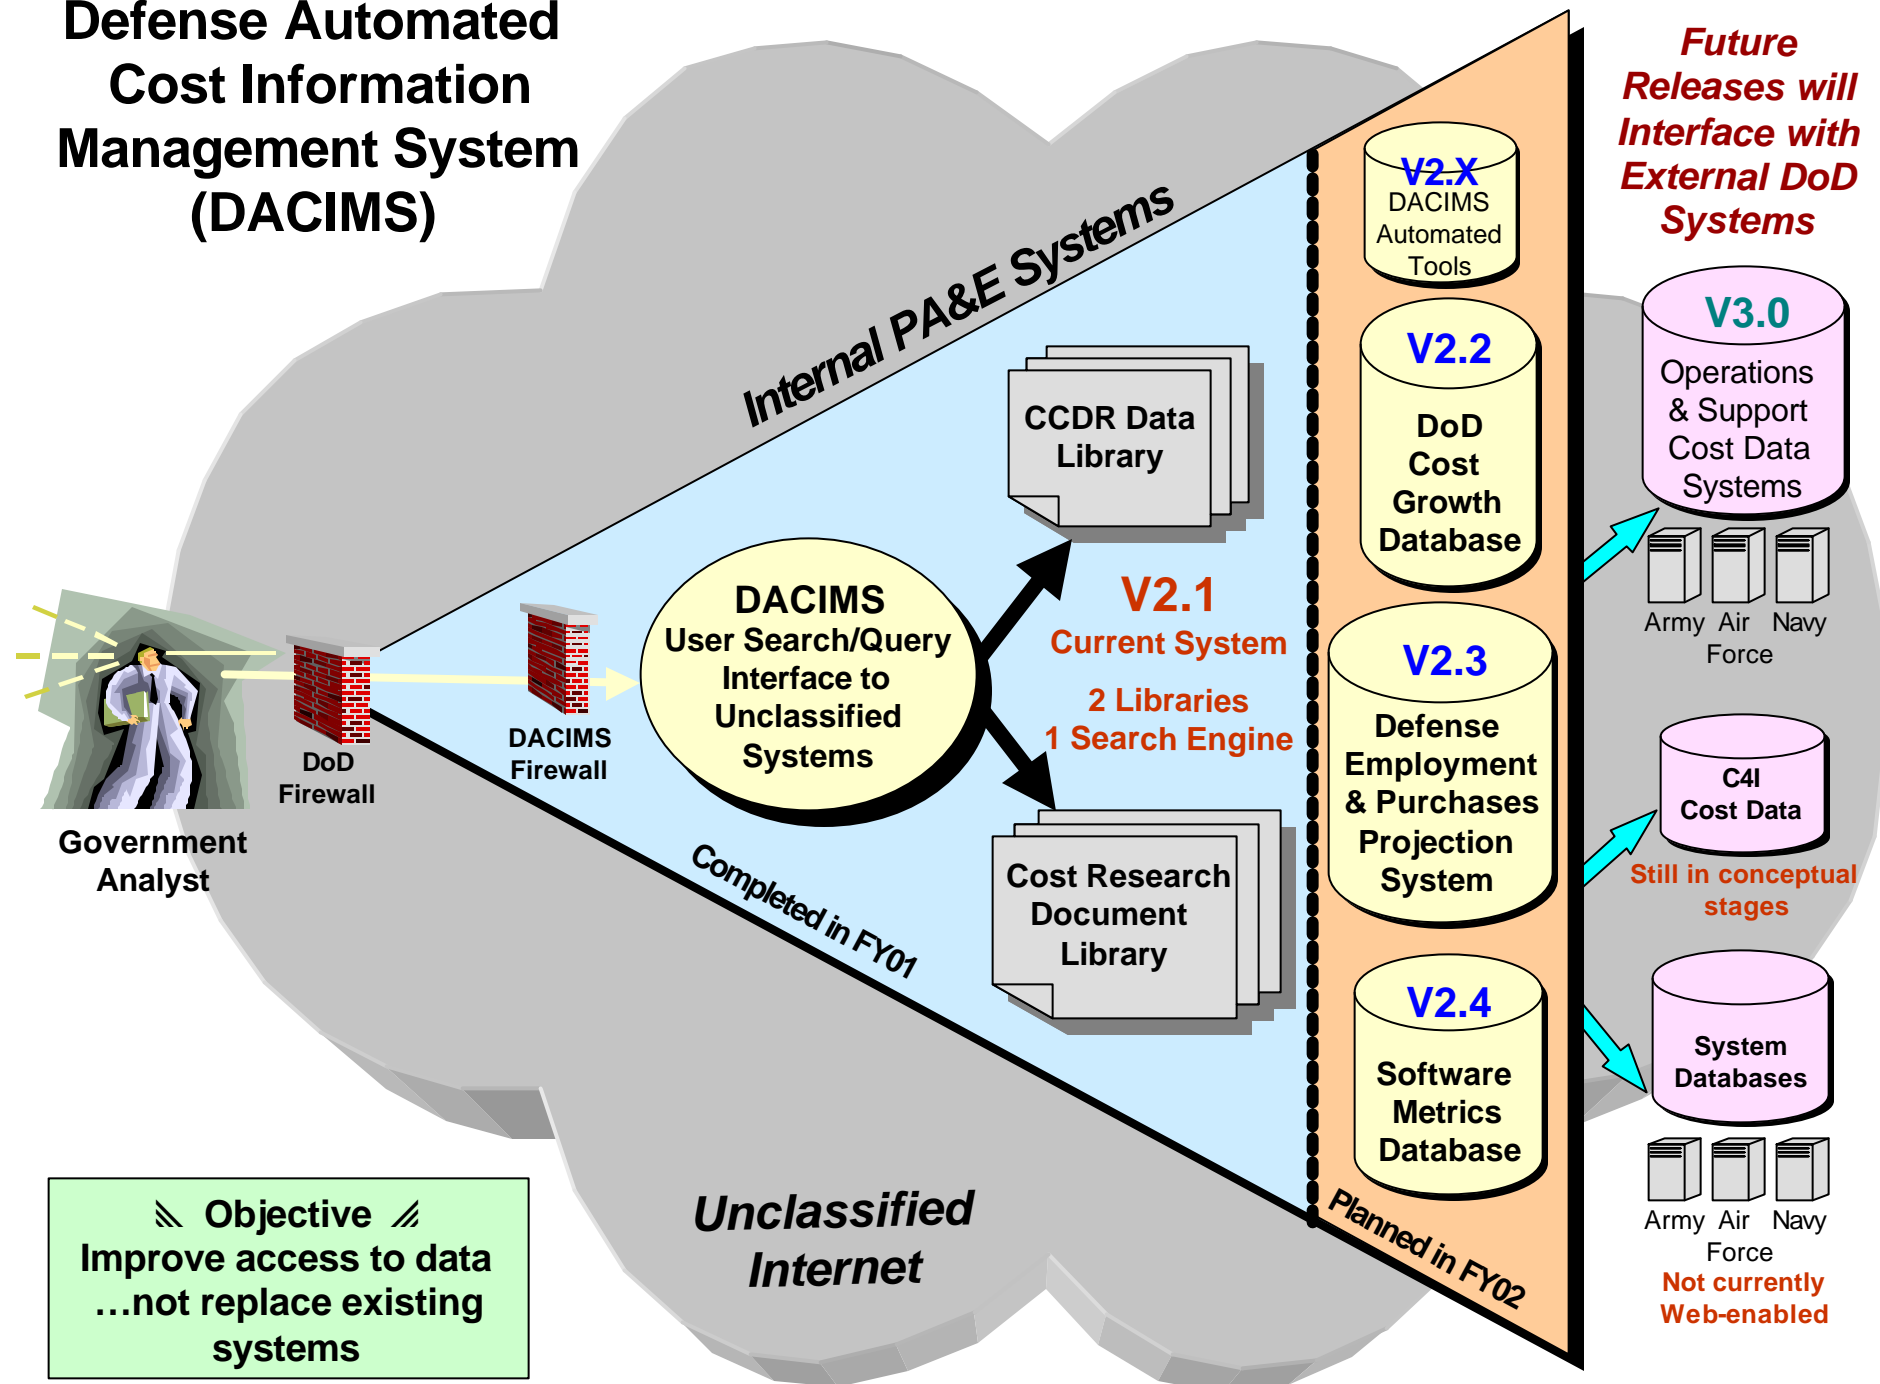 Defense Automated
Cost Information
Management System
(DACIMS)
Future
Releases will
Interface with
External DoD
Systems
Internal PA&E Systems
V2.X
DACIMS
Automated
Tools
V2.2
DoD
Cost
Growth
Database
V2.3
Defense
Employment
& Purchases
Projection
System
V2.4
Software
Metrics
Database
Planned in FY02
V3.0
Operations
& Support
Cost Data
Systems
Army Air Navy
Force
C4I
Cost Data
Still in conceptual
stages
System
Databases
Army Air Navy
Force
Not currently
Web-enabled
CCDR Data
Library
V2.1
Current System
2 Libraries
1 Search Engine
Cost Research
Document
Library
DACIMS
User Search/Query
Interface to
Unclassified
Systems
DACIMS
Firewall
DoD
Firewall
Government
Analyst
Completed in FY01
Unclassified
Internet
Objective
Improve access to data
…not replace existing
systems